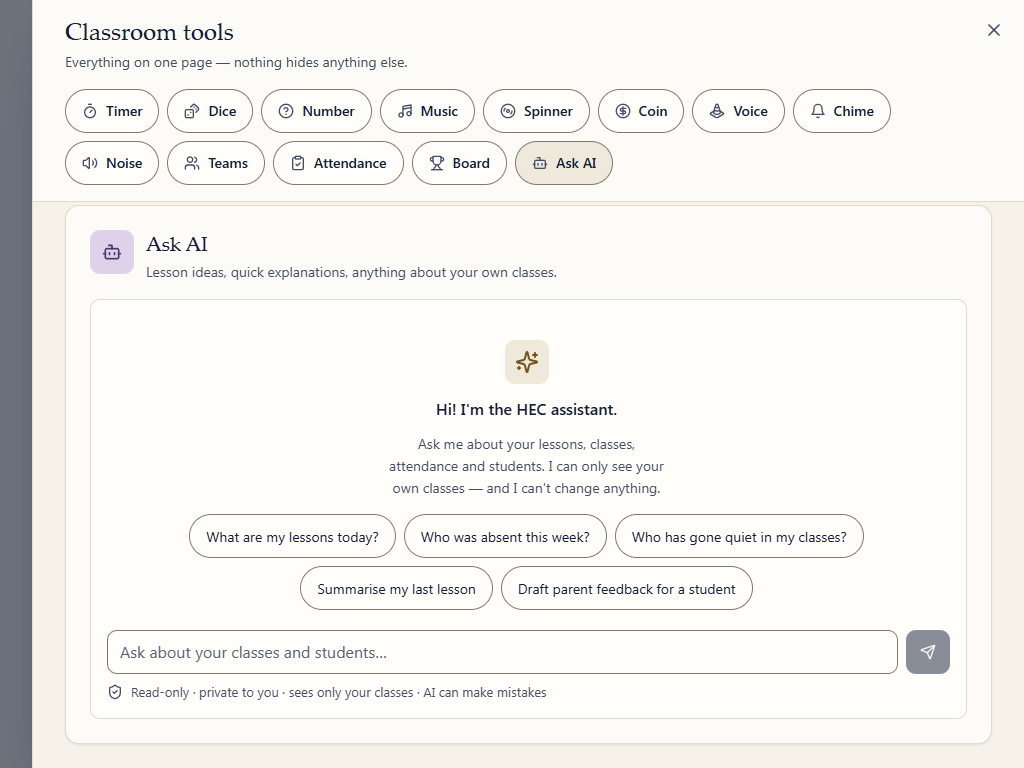 Classroom tools
Everything on one page — nothing hides anything else.
Timer
Dice
Number
Music
Spinner
Coin
Voice
Chime
Noise
Teams
Attendance
Board
Ask AI
Ask AI
Lesson ideas, quick explanations, anything about your own classes.
Hi! I'm the HEC assistant.
Ask me about your lessons, classes,
attendance and students. I can only see your
own classes — and I can't change anything.
What are my lessons today?
Who was absent this week?
Who has gone quiet in my classes?
Summarise my last lesson
Draft parent feedback for a student
Ask about your classes and students...
Read-only · private to you · sees only your classes · AI can make mistakes